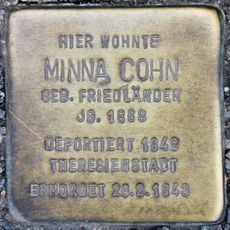 HIER WOHNTE
MINNA COHN
GEB. FRIEDLÄNDER
JG. 1868
DEPORTIERT 1942
THERESIENSTADT
ERMORDET 23.2.1943